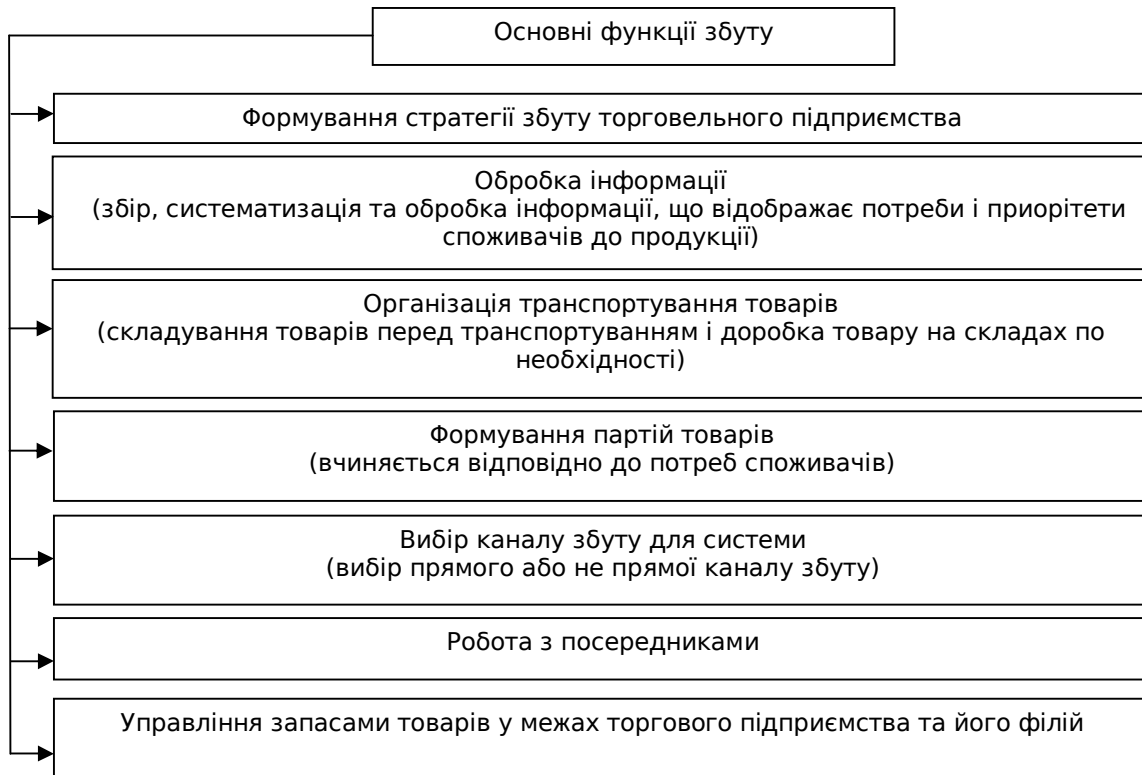 Основні функції збуту
Формування стратегії збуту торговельного підприємства
Обробка інформації
(збір, систематизація та обробка інформації, що відображає потреби і приорітети
споживачів до продукції)
Організація транспортування товарів
(складування товарів перед транспортуванням і доробка товару на складах по
необхідності)
Формування партій товарів
(вчиняється відповідно до потреб споживачів)
Вибір каналу збуту для системи
(вибір прямого або не прямої каналу збуту)
Робота з посередниками
Управління запасами товарів у межах торгового підприємства та його філій